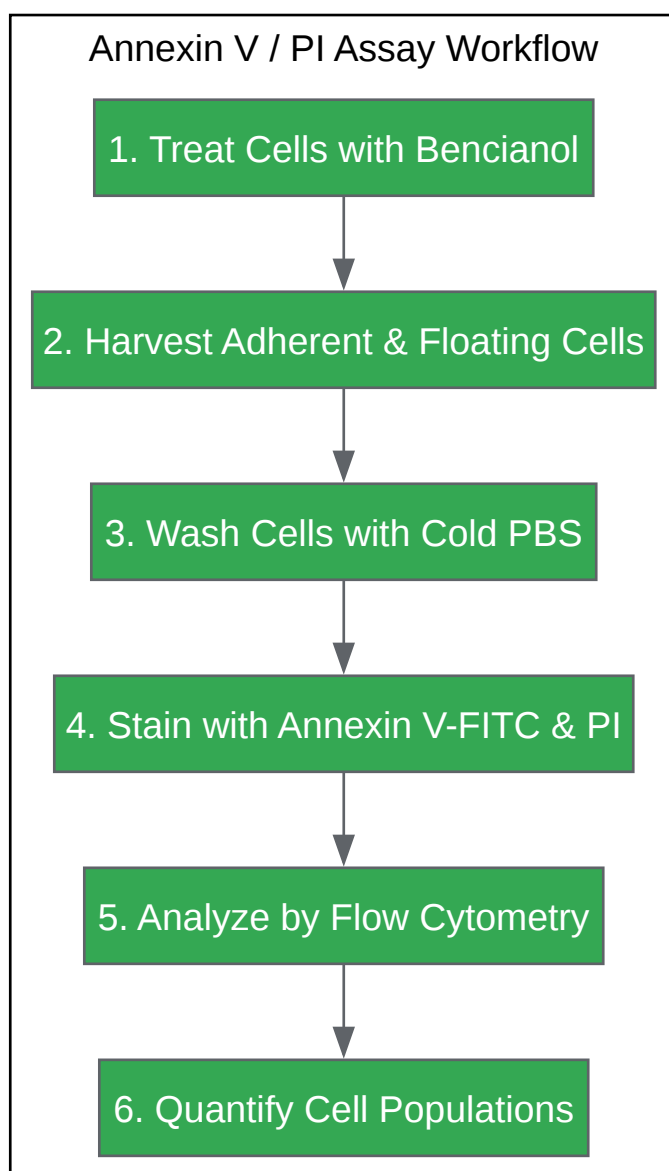 Annexin V / PI Assay Workflow
1. Treat Cells with Bencianol
2. Harvest Adherent & Floating Cells
3. Wash Cells with Cold PBS
4. Stain with Annexin V-FITC & PI
5. Analyze by Flow Cytometry
6. Quantify Cell Populations